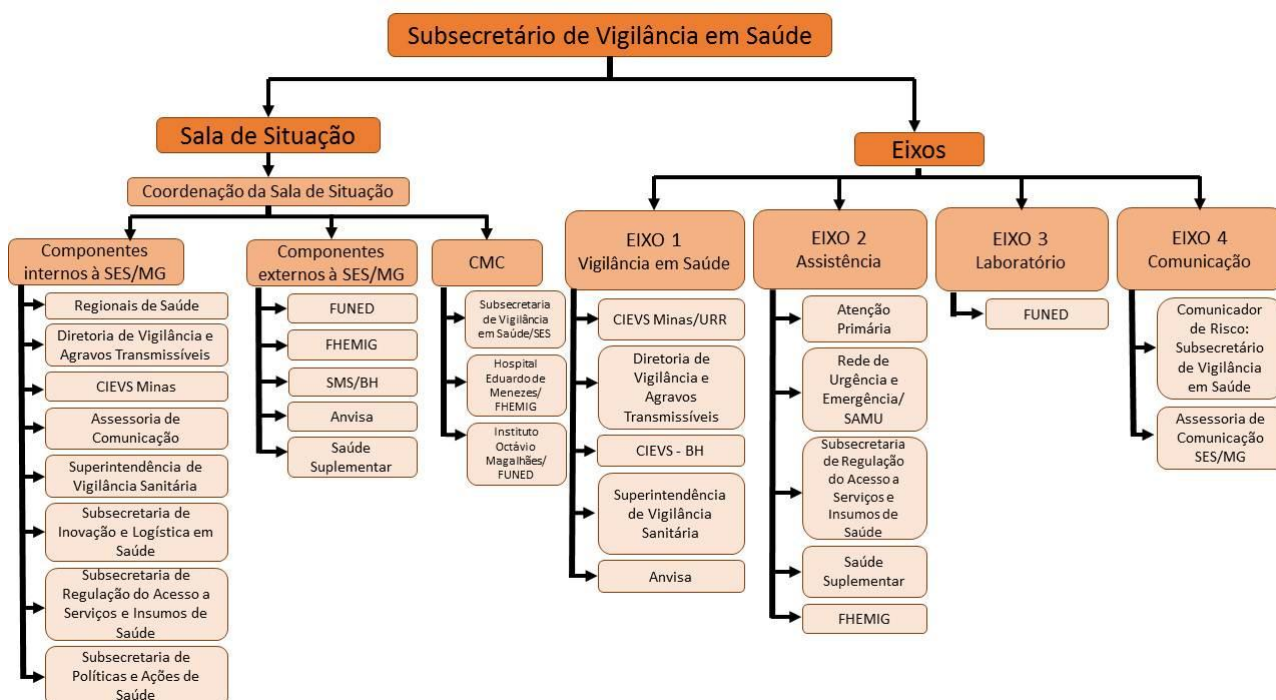 Subsecretário de Vigilância em Saúde
Sala de Situação
Coordenação da Sala de Situação
Componentes
internos à SES/MG
Regionais de Saúde
Diretoria de Vigilância e
Agravos Transmissíveis
CIEVS Minas
Assessoria de
Comunicação
Superintendência de
Vigilância Sanitária
Subsecretaria de
Inovação e Logística em
Saúde
Subsecretaria de
Regulação do Acesso a
Serviços e Insumos de
Saúde
Subsecretaria de
Políticas e Ações de
Saúde
Componentes
externos à SES/MG
FUNED
FHEMIG
SMS/BH
Anvisa
Saúde
Suplementar
CMC
Subsecretaria
de Vigilância
em Saúde/SES
Hospital
Eduardo de
Menezes/
FHEMIG
Instituto
Octávio
Magalhães/
FUNED
Eixos
EIXO 1
Vigilância em Saúde
CIEVS Minas/URR
Diretoria de
Vigilância e
Agravos
Transmissíveis
CIEVS - BH
Superintendência
de Vigilância
Sanitária
Anvisa
EIXO 2
Assistência
Atenção
Primária
Rede de
Urgência e
Emergência/
SAMU
Subsecretaria
de Regulação
do Acesso a
Serviços e
Insumos de
Saúde
Saúde
Suplementar
FHEMIG
EIXO 3
Laboratório
FUNED
EIXO 4
Comunicação
Comunicador
de Risco:
Subsecretário
de Vigilância
em Saúde
Assessoria de
Comunicação
SES/MG